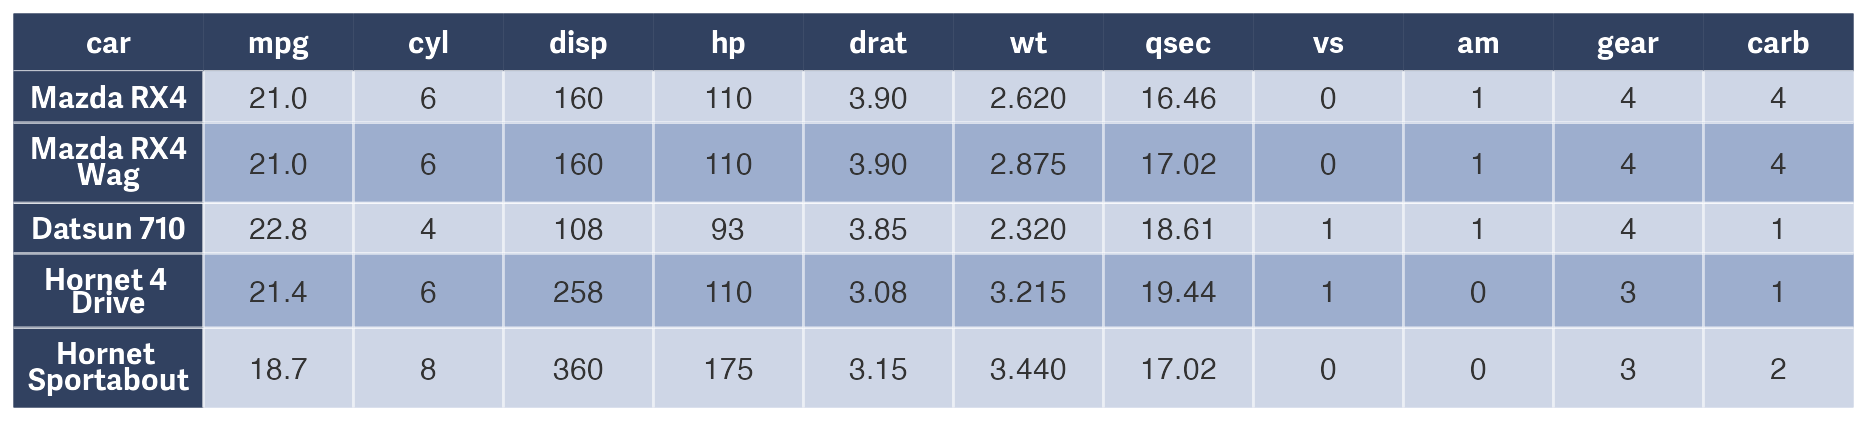 car mpg cyl disp hp drat wt qsec vs am gear carb
Mazda RX4 21.0 6 160 110 3.90 2.620 16.46 0 1 4 4
Mazda RX4
Wag 21.0 6 160 110 3.90 2.875 17.02 0 1 4 4
Datsun 710 22.8 4 108 93 3.85 2.320 18.61 1 1 4 1
Hornet 4
Drive 21.4 6 258 110 3.08 3.215 19.44 1 0 3 1
Hornet
Sportabout 18.7 8 360 175 3.15 3.440 17.02 0 0 3 2